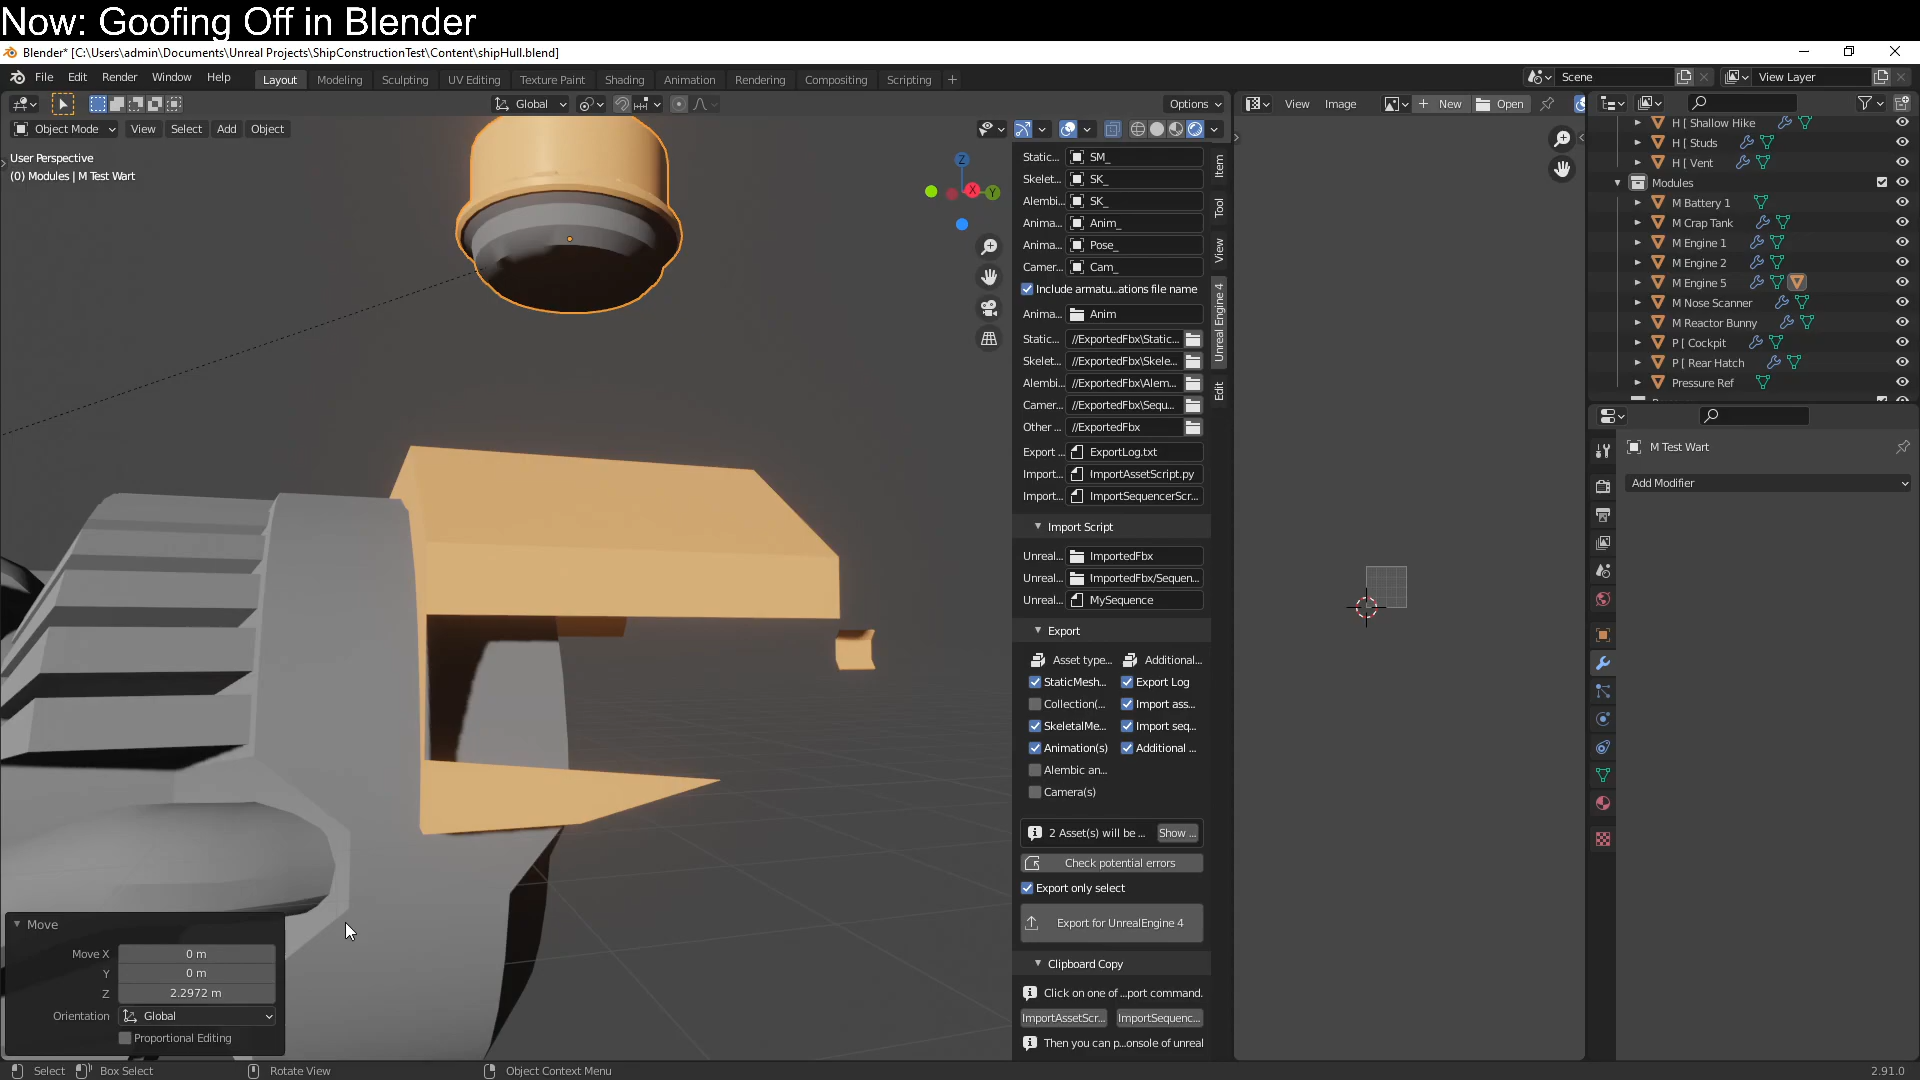 Now: Goofing Off in Blender
Blender* [C:\Users\admin\Documents\Unreal Projects\ShipConstructionTest\Content\shipHull.blend]
File Edit Render Window Help Layout Modeling Sculpting UV Editing Texture Paint Shading Animation Rendering Compositing Scripting + Scene View Layer
Global Options View Image + New Open
Object Mode View Select Add Object
User Perspective
(0) Modules | M Test Wart
Z
X
Y
Static... SM_
Skelet... SK_
Alembi... SK_
Anima... Anim_
Anima... Pose_
Camer... Cam_
Include armatu...ations file name
Anima... Anim
Static... //ExportedFbx\Static...
Skelet... //ExportedFbx\Skele...
Alembi... //ExportedFbx\Alem...
Camer... //ExportedFbx\Sequ...
Other ... //ExportedFbx
Export ... ExportLog.txt
Import... ImportAssetScript.py
Import... ImportSequencerScr...
Import Script
Unreal... ImportedFbx
Unreal... ImportedFbx/Sequen...
Unreal... MySequence
Export
Asset type... Additional...
StaticMesh... Export Log
Collection(... Import ass...
SkeletalMe... Import seq...
Animation(s) Additional ...
Alembic an...
Camera(s)
2 Asset(s) will be ... Show ...
Check potential errors
Export only select
Export for UnrealEngine 4
Clipboard Copy
Click on one of ...port command.
ImportAssetScr... ImportSequenc...
Then you can p...onsole of unreal
Item
Tool
View
Unreal Engine 4
Edit
H [ Shallow Hike
H [ Studs
H [ Vent
Modules
M Battery 1
M Crap Tank
M Engine 1
M Engine 2
M Engine 5
M Nose Scanner
M Reactor Bunny
P [ Cockpit
P [ Rear Hatch
Pressure Ref
M Test Wart
Add Modifier
Move
Move X 0 m
Y 0 m
Z 2.2972 m
Orientation Global
Proportional Editing
Select Box Select Rotate View Object Context Menu 2.91.0